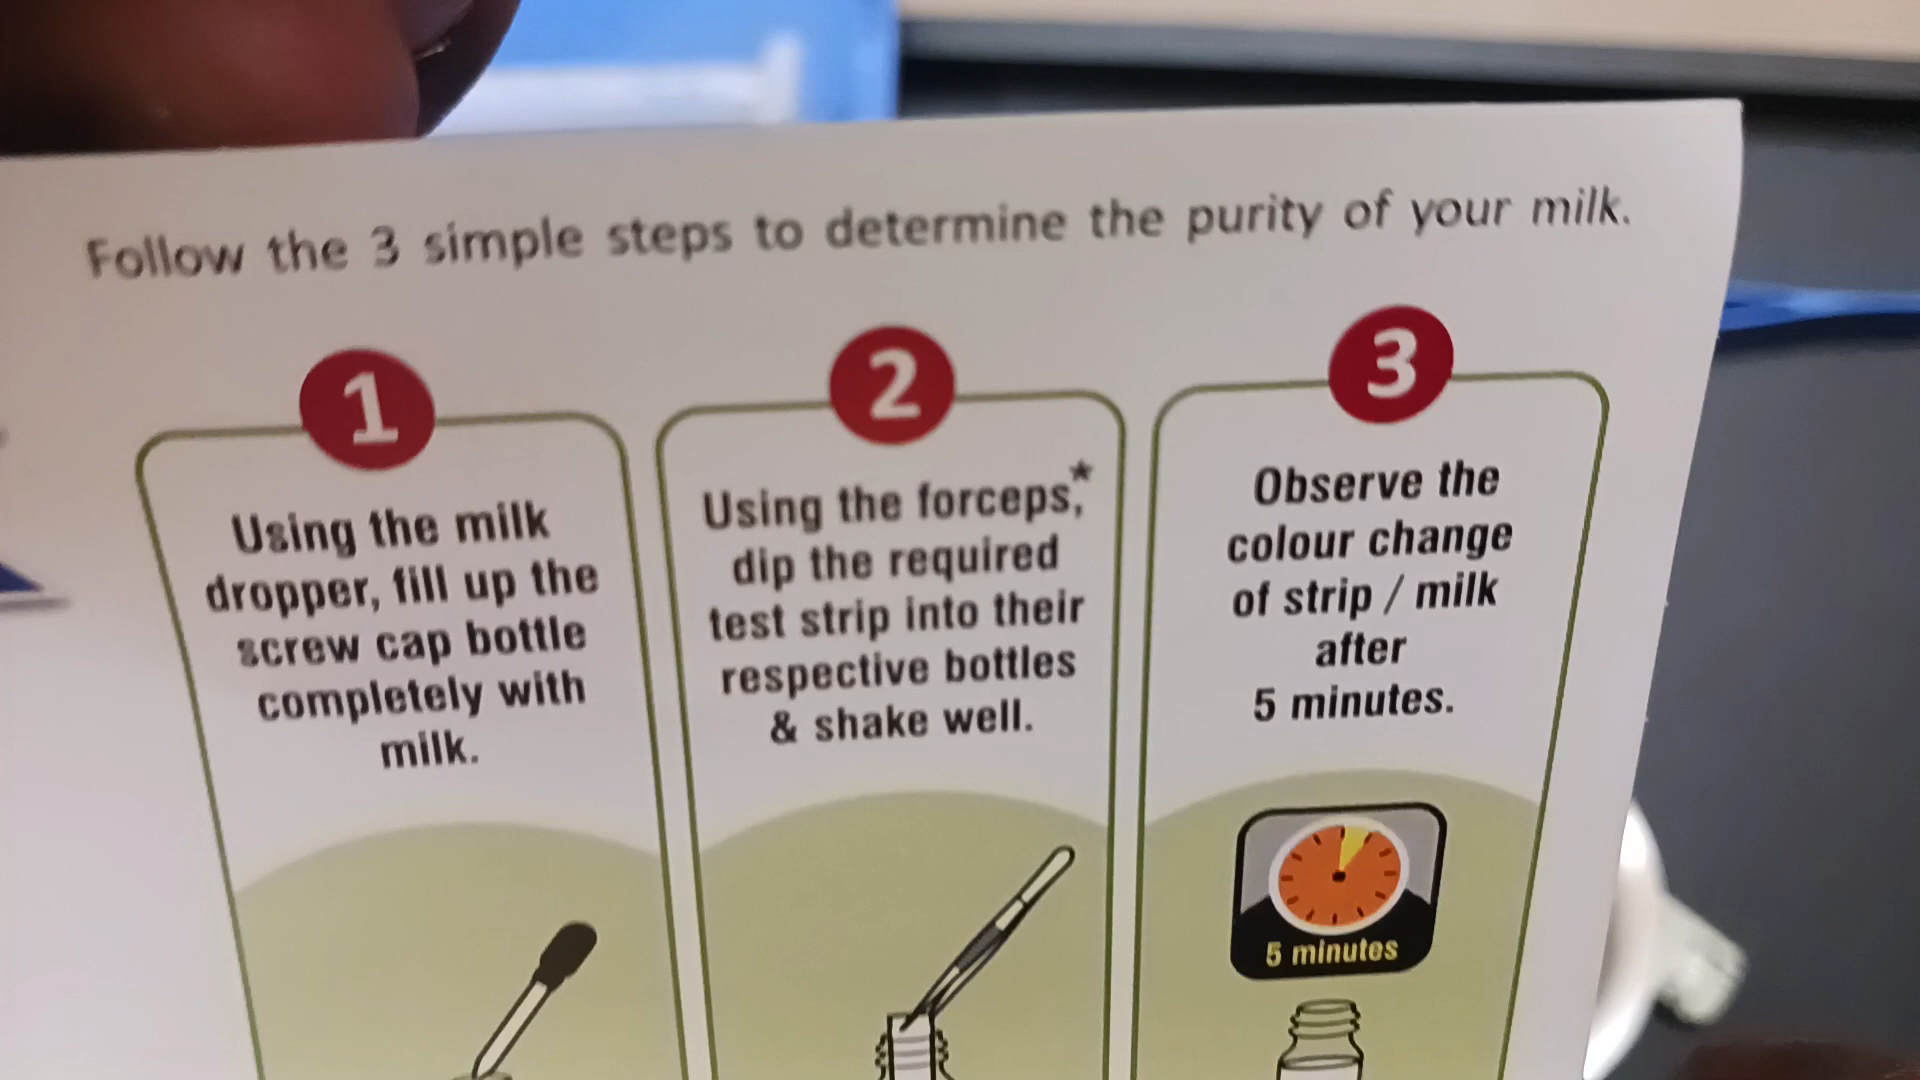 Follow the 3 simple steps to determine the purity of your milk.
1
Using the milk
dropper, fill up the
screw cap bottle
completely with
milk.
2
Using the forceps,*
dip the required
test strip into their
respective bottles
& shake well.
3
Observe the
colour change
of strip / milk
after
5 minutes.
5 minutes